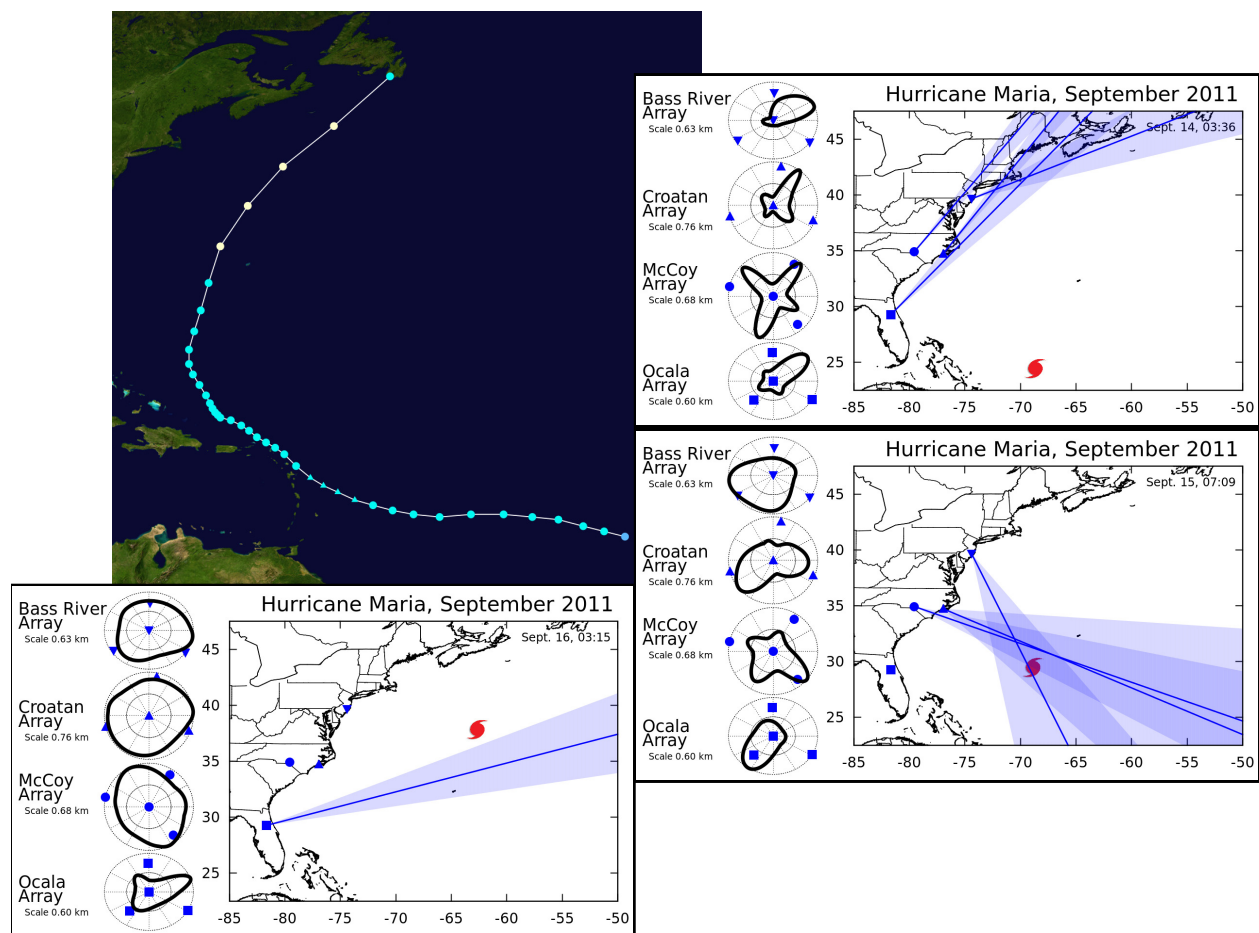 Hurricane Maria, September 2011
Sept. 14, 03:36
Bass River
Array
Scale 0.63 km
Croatan
Array
Scale 0.76 km
McCoy
Array
Scale 0.68 km
Ocala
Array
Scale 0.60 km
45
40
35
30
25
-85 -80 -75 -70 -65 -60 -55 -50
Hurricane Maria, September 2011
Sept. 15, 07:09
Bass River
Array
Scale 0.63 km
Croatan
Array
Scale 0.76 km
McCoy
Array
Scale 0.68 km
Ocala
Array
Scale 0.60 km
45
40
35
30
25
-85 -80 -75 -70 -65 -60 -55 -50
Hurricane Maria, September 2011
Sept. 16, 03:15
Bass River
Array
Scale 0.63 km
Croatan
Array
Scale 0.76 km
McCoy
Array
Scale 0.68 km
Ocala
Array
Scale 0.60 km
45
40
35
30
25
-85 -80 -75 -70 -65 -60 -55 -50